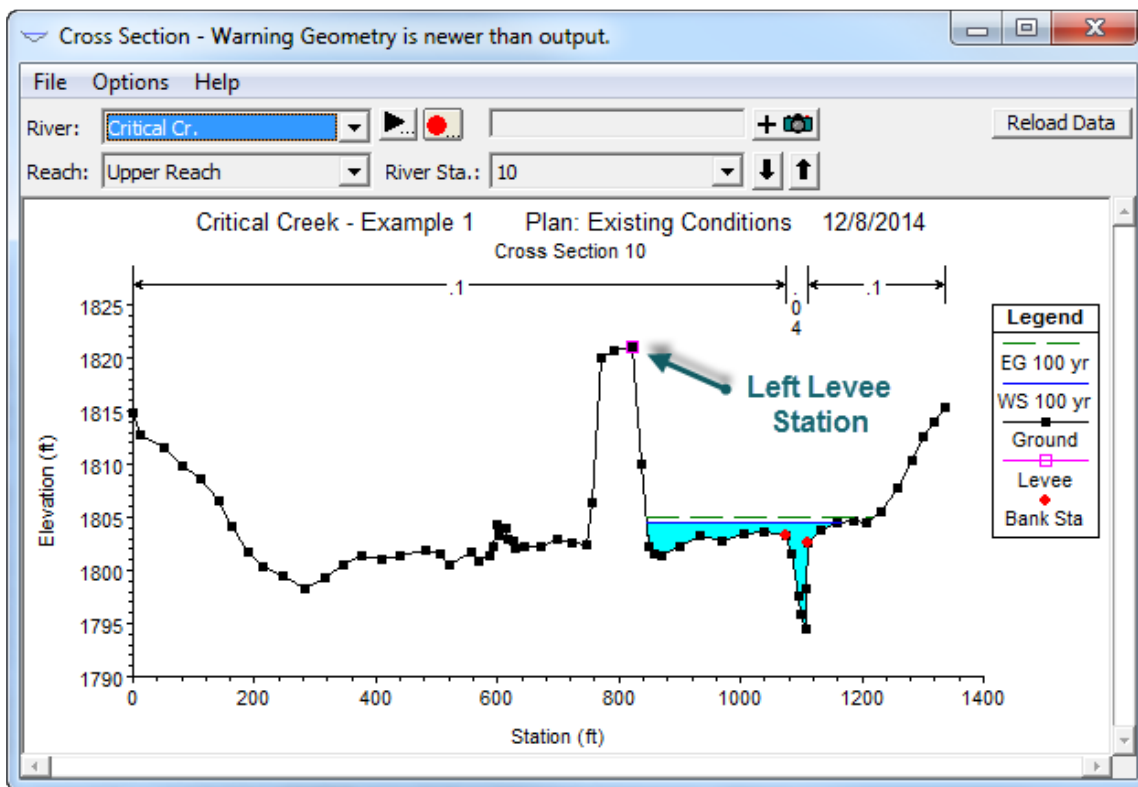 Cross Section - Warning Geometry is newer than output.
File Options Help
River: Critical Cr. Reload Data
Reach: Upper Reach River Sta.: 10
Critical Creek - Example 1 Plan: Existing Conditions 12/8/2014
Cross Section 10
.1 .04 .1
1825
1820
1815
1810
1805
1800
1795
1790
Elevation (ft)
Left Levee
Station
Legend
EG 100 yr
WS 100 yr
Ground
Levee
Bank Sta
0 200 400 600 800 1000 1200 1400
Station (ft)